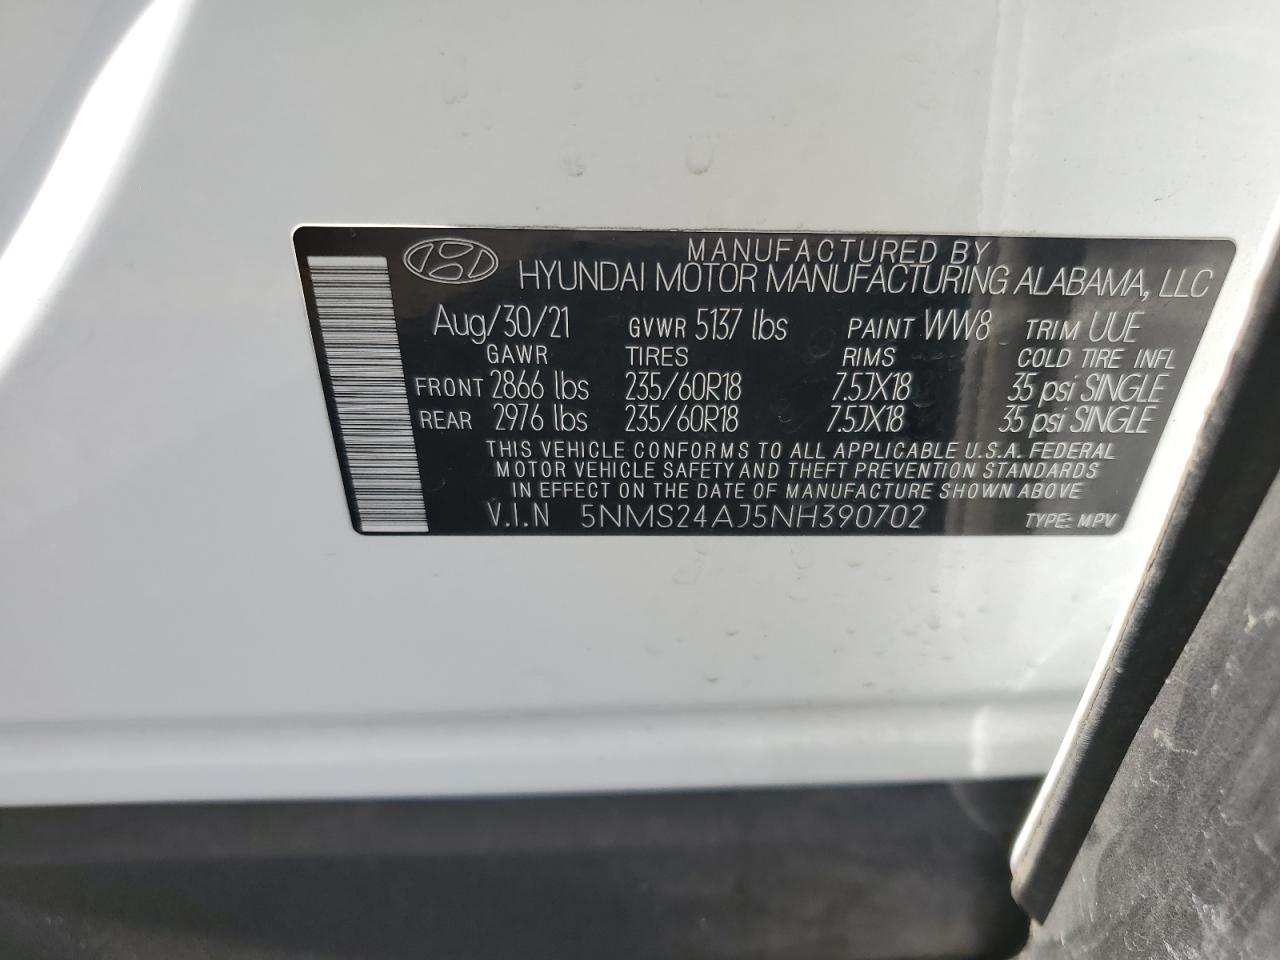 MANUFACTURED BY
HYUNDAI MOTOR MANUFACTURING ALABAMA, LLC
Aug/30/21 GVWR 5137 lbs PAINT WW8 TRIM UUE
GAWR TIRES RIMS COLD TIRE INFL
FRONT 2866 lbs 235/60R18 7.5JX18 35 psi SINGLE
REAR 2976 lbs 235/60R18 7.5JX18 35 psi SINGLE
THIS VEHICLE CONFORMS TO ALL APPLICABLE U.S.A. FEDERAL
MOTOR VEHICLE SAFETY AND THEFT PREVENTION STANDARDS
IN EFFECT ON THE DATE OF MANUFACTURE SHOWN ABOVE
V.I.N 5NMS24AJ5NH390702 TYPE: MPV